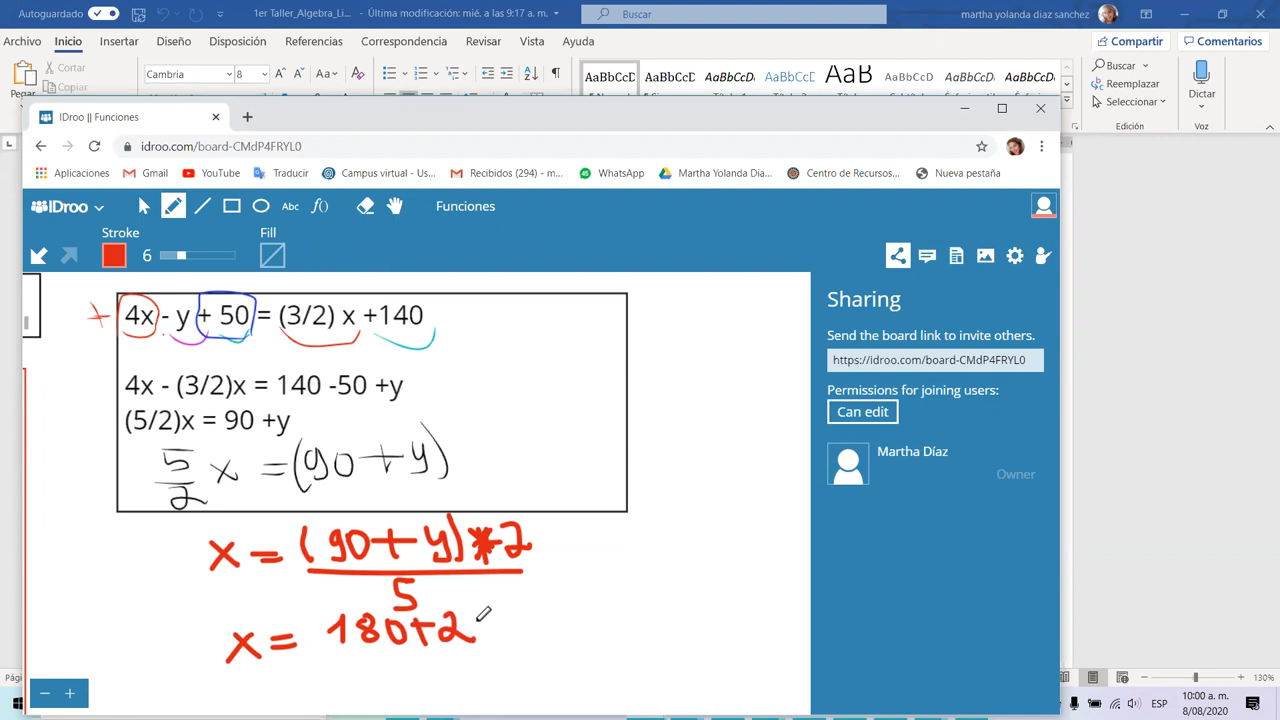 Autoguardado
1 Taller_Algebra_Li... - Última modificación: mié. a las 9:17 a. m.
Buscar
martha yolanda diaz sanchez
Archivo Inicio Insertar Diseño Disposición Referencias Correspondencia Revisar Vista Ayuda Compartir Comentarios
Pegar
Cortar
Copiar
Cambria 8
AaBbCcD AaBbCcD AaBbCcD AaBbCcD AaB AaBbCcD AaBbCcD AaBbCcD AaBbCcD
Buscar
Reemplazar
Seleccionar
Dictar
Edición Voz
IDroo || Funciones
idroo.com/board-CMdP4FRYL0
Aplicaciones Gmail YouTube Traducir Campus virtual - Us... Recibidos (294) - m... WhatsApp Martha Yolanda Dia... Centro de Recursos... Nueva pestaña
IDroo Abc f() Funciones
Stroke Fill
6
4x - y + 50 = (3/2) x +140
4x - (3/2)x = 140 -50 +y
(5/2)x = 90 +y
5/2 x = (90 + y)
x = (90 + y) * 2
5
x = 180+2
Sharing
Send the board link to invite others.
https://idroo.com/board-CMdP4FRYL0
Permissions for joining users:
Can edit
Martha Díaz
Owner
130%
ESP
10:00 a. m.
8/08/2020